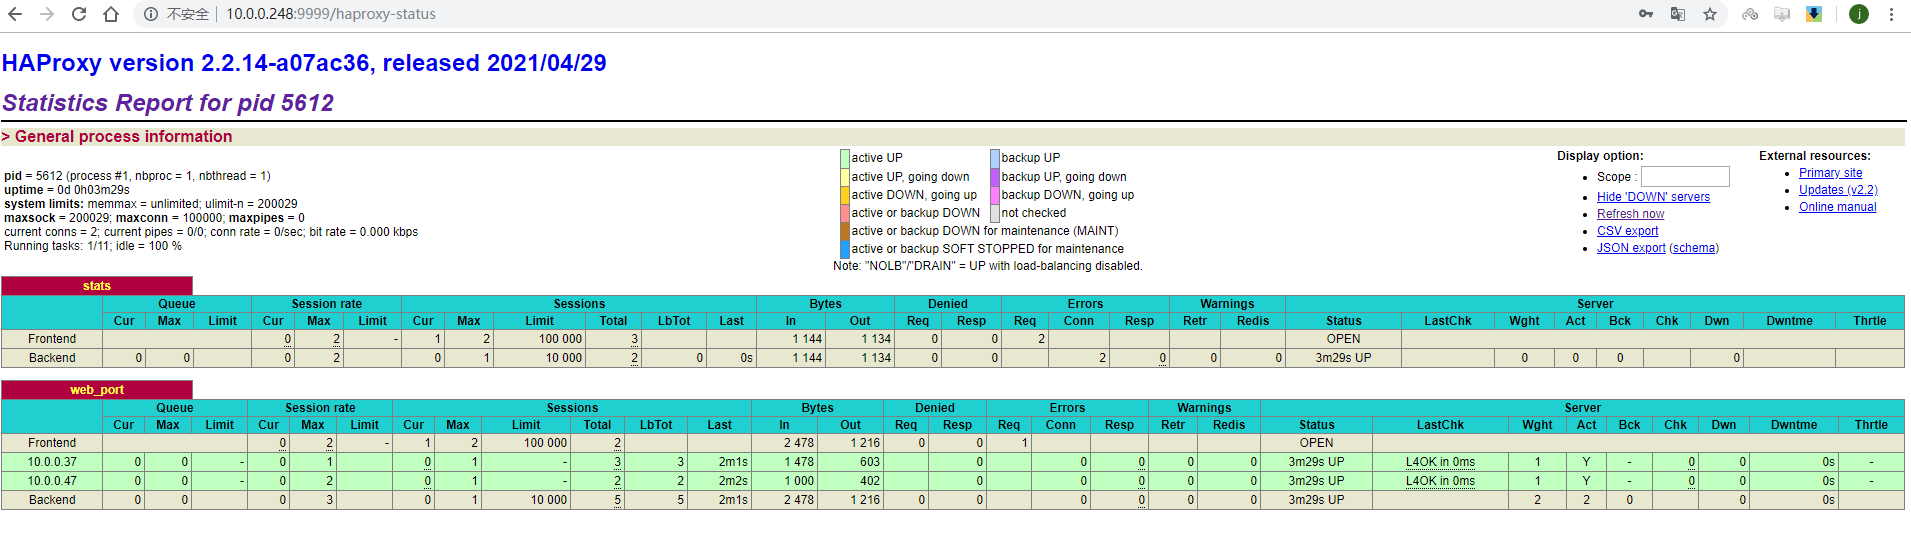 不安全 10.0.0.248:9999/haproxy-status
j
HAProxy version 2.2.14-a07ac36, released 2021/04/29
Statistics Report for pid 5612
> General process information
pid = 5612 (process #1, nbproc = 1, nbthread = 1)
uptime = 0d 0h03m29s
system limits: memmax = unlimited; ulimit-n = 200029
maxsock = 200029; maxconn = 100000; maxpipes = 0
current conns = 2; current pipes = 0/0; conn rate = 0/sec; bit rate = 0.000 kbps
Running tasks: 1/11; idle = 100 %
active UP backup UP
active UP, going down backup UP, going down
active DOWN, going up backup DOWN, going up
active or backup DOWN not checked
active or backup DOWN for maintenance (MAINT)
active or backup SOFT STOPPED for maintenance
Note: "NOLB"/"DRAIN" = UP with load-balancing disabled.
Display option:
• Scope :
• Hide 'DOWN' servers
• Refresh now
• CSV export
• JSON export (schema)
External resources:
• Primary site
• Updates (v2.2)
• Online manual
stats
Queue Session rate Sessions Bytes Denied Errors Warnings Server
Cur Max Limit Cur Max Limit Cur Max Limit Total LbTot Last In Out Req Resp Req Conn Resp Retr Redis Status LastChk Wght Act Bck Chk Dwn Dwntme Thrtle
Frontend 0 2 - 1 2 100 000 3 1 144 1 134 0 0 2 OPEN
Backend 0 0 0 2 0 1 10 000 2 0 0s 1 144 1 134 0 0 2 0 0 0 3m29s UP 0 0 0 0
web_port
Queue Session rate Sessions Bytes Denied Errors Warnings Server
Cur Max Limit Cur Max Limit Cur Max Limit Total LbTot Last In Out Req Resp Req Conn Resp Retr Redis Status LastChk Wght Act Bck Chk Dwn Dwntme Thrtle
Frontend 0 2 - 1 2 100 000 2 2 478 1 216 0 0 1 OPEN
10.0.0.37 0 0 - 0 1 0 1 - 3 3 2m1s 1 478 603 0 0 0 0 0 3m29s UP L4OK in 0ms 1 Y - 0 0 0s -
10.0.0.47 0 0 - 0 2 0 1 - 2 2 2m2s 1 000 402 0 0 0 0 0 3m29s UP L4OK in 0ms 1 Y - 0 0 0s -
Backend 0 0 0 3 0 1 10 000 5 5 2m1s 2 478 1 216 0 0 0 0 0 0 3m29s UP 2 2 0 0 0s